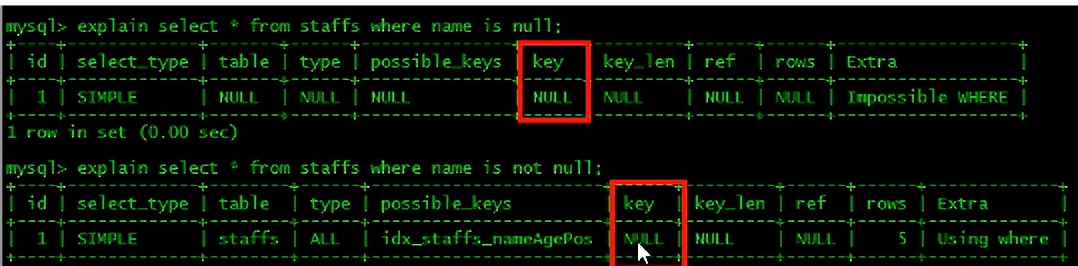 mysql> explain select * from staffs where name is null;
| id | select_type | table | type | possible_keys | key | key_len | ref | rows | Extra |
| 1 | SIMPLE | NULL | NULL | NULL | NULL | NULL | NULL | NULL | Impossible WHERE |
1 row in set (0.00 sec)
mysql> explain select * from staffs where name is not null;
| id | select_type | table | type | possible_keys | key | key_len | ref | rows | Extra |
| 1 | SIMPLE | staffs | ALL | idx_staffs_nameAgePos | NULL | NULL | NULL | 5 | Using where |